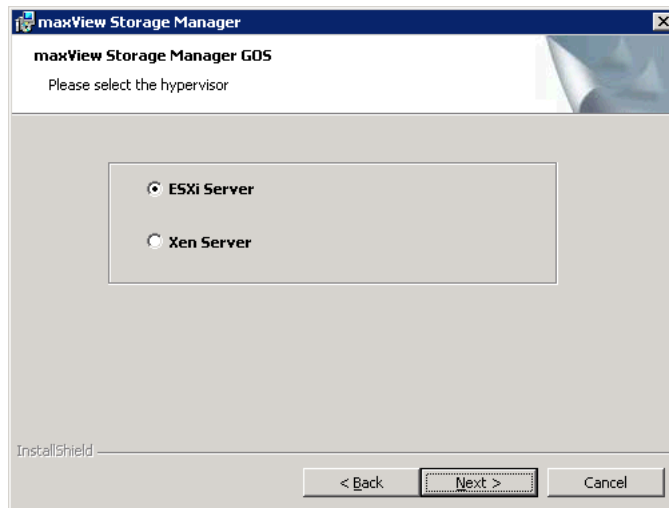 maxView Storage Manager
maxView Storage Manager GOS
Please select the hypervisor
ESXi Server
Xen Server
InstallShield
< Back
Next >
Cancel